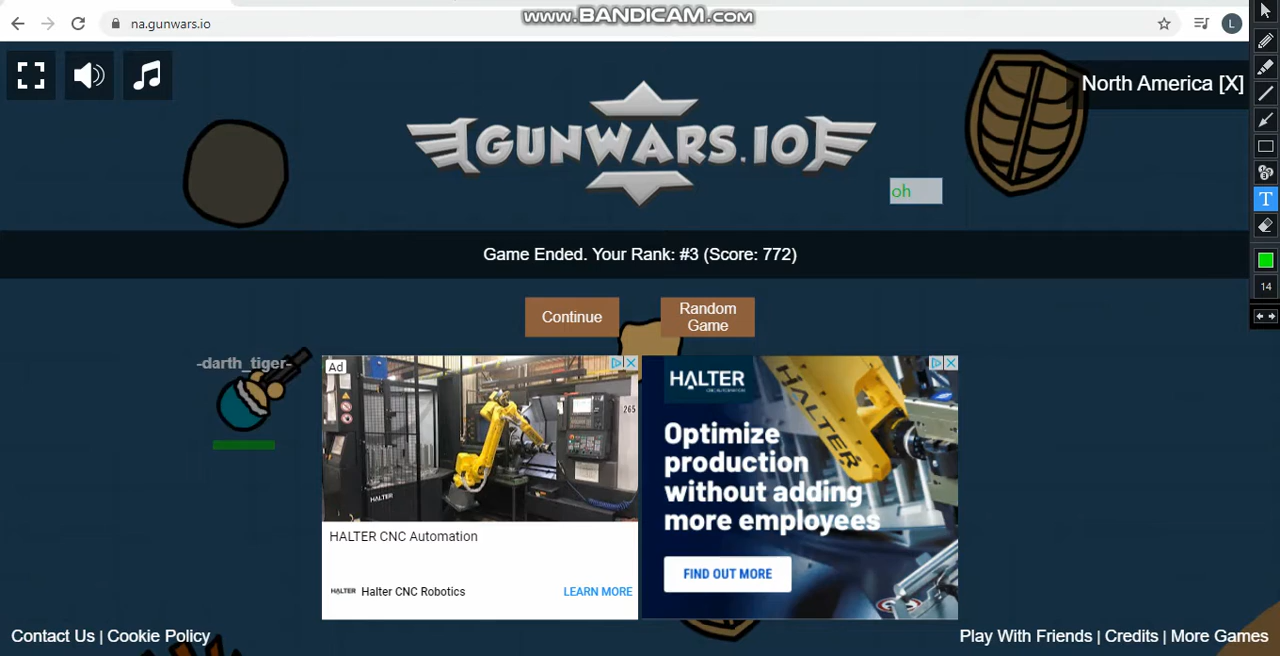 na.gunwars.io
WWW.BANDICAM.COM
L
North America [X]
GUNWARS.IO
oh
Game Ended. Your Rank: #3 (Score: 772)
Continue
Random
Game
-darth_tiger-
Ad
265
HALTER
HALTER CNC Automation
HALTER Halter CNC Robotics
LEARN MORE
HALTER
CNC AUTOMATION
HALTER
Optimize
production
without adding
more employees
FIND OUT MORE
T
14
Contact Us | Cookie Policy
Play With Friends | Credits | More Games